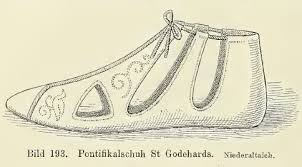 Bild 193. Pontifikalschuh St Godehards. Niederaltaich.